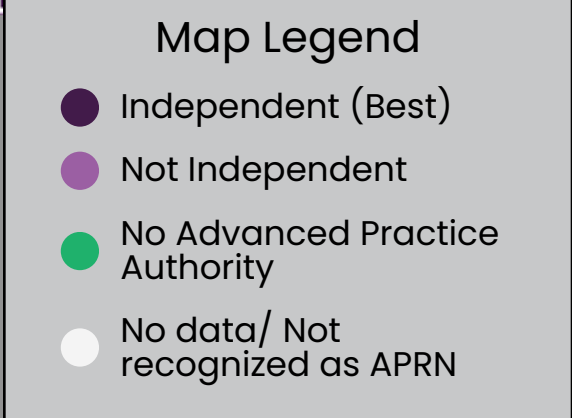 Map Legend
Independent (Best)
Not Independent
No Advanced Practice
Authority
No data/ Not
recognized as APRN